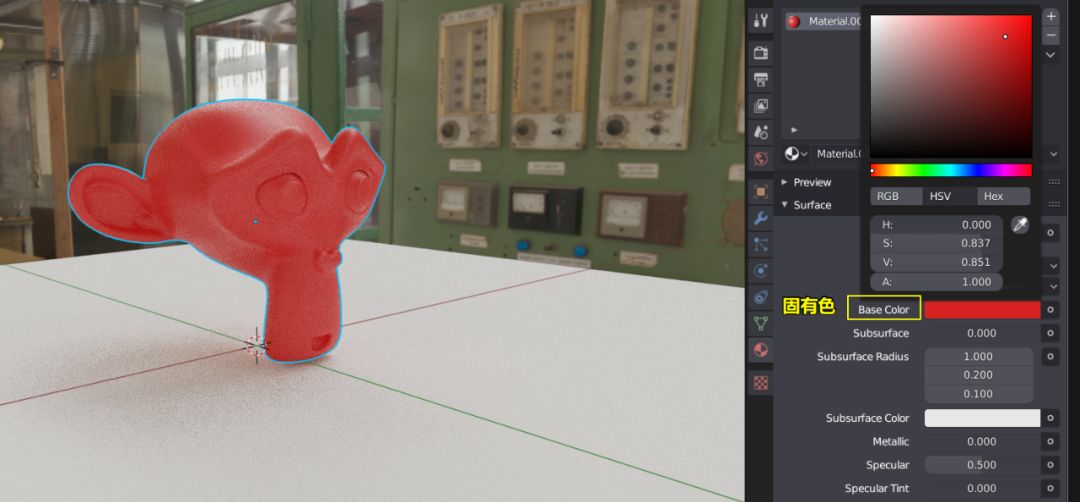 Material.00
Material.0
Preview
Surface
RGB
HSV
Hex
H: 0.000
S: 0.837
V: 0.851
A: 1.000
固有色
Base Color
Subsurface 0.000
Subsurface Radius 1.000
0.200
0.100
Subsurface Color
Metallic 0.000
Specular 0.500
Specular Tint 0.000